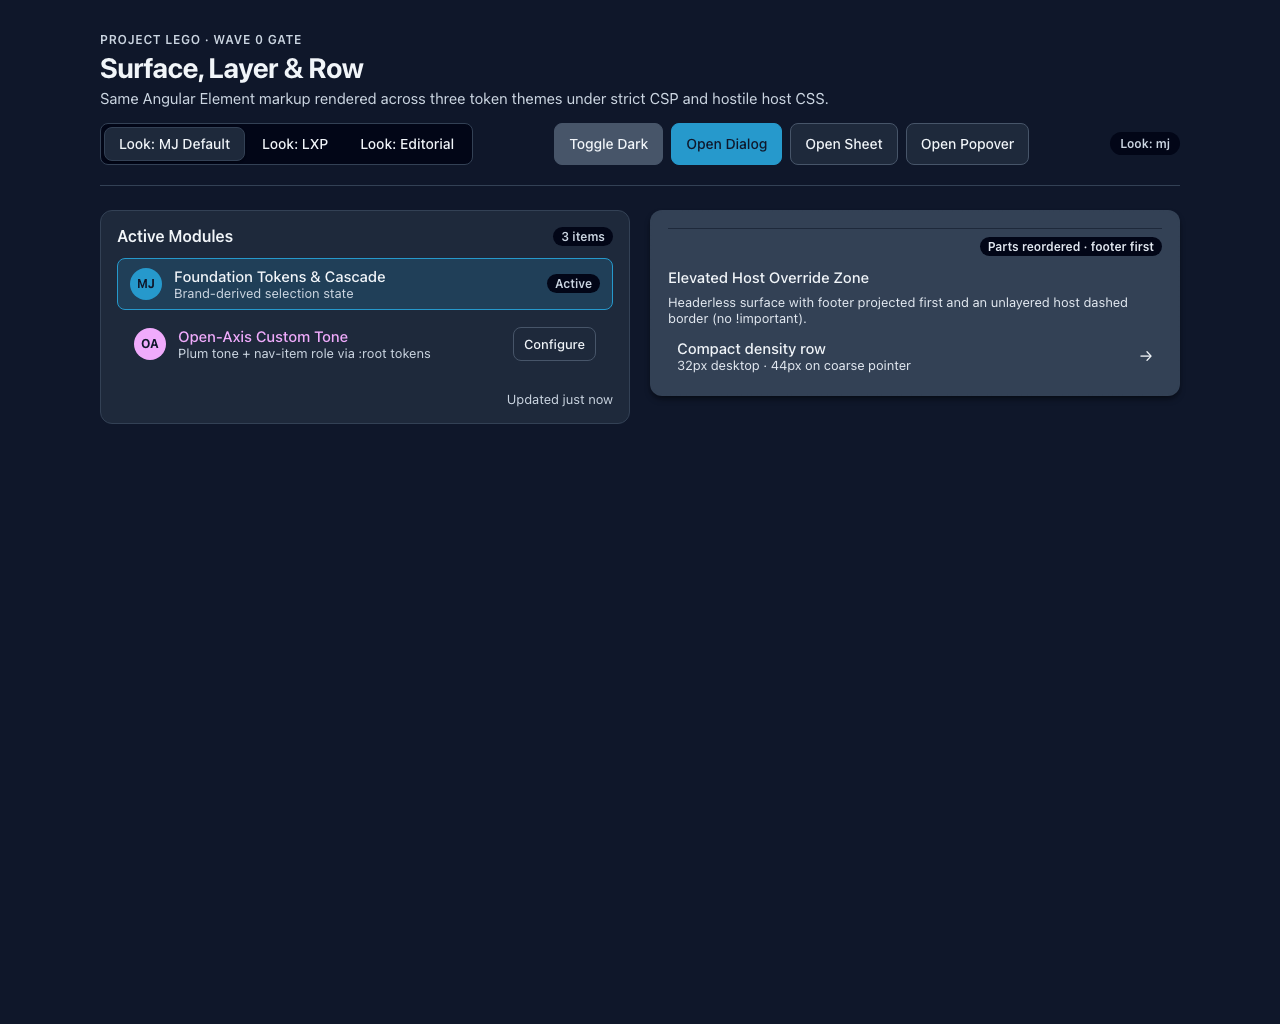 PROJECT LEGO · WAVE 0 GATE
Surface, Layer & Row
Same Angular Element markup rendered across three token themes under strict CSP and hostile host CSS.
Look: MJ Default
Look: LXP
Look: Editorial
Toggle Dark
Open Dialog
Open Sheet
Open Popover
Look: mj
Active Modules
3 items
MJ
Foundation Tokens & Cascade
Brand-derived selection state
Active
OA
Open-Axis Custom Tone
Plum tone + nav-item role via :root tokens
Configure
Updated just now
Parts reordered · footer first
Elevated Host Override Zone
Headerless surface with footer projected first and an unlayered host dashed
border (no !important).
Compact density row
32px desktop · 44px on coarse pointer
→